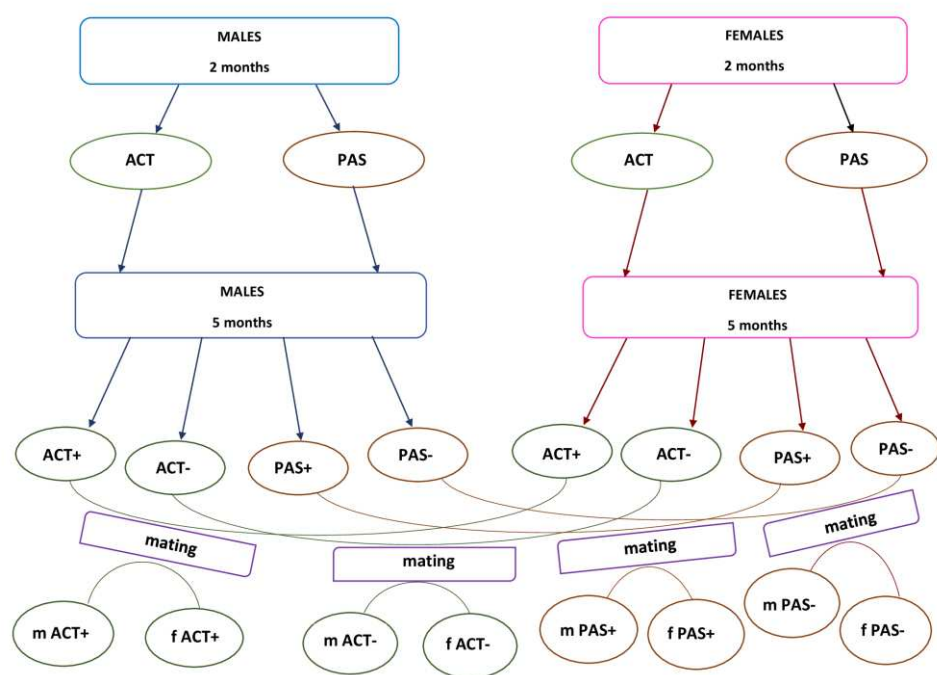 MALES
2 months
FEMALES
2 months
ACT
PAS
ACT
PAS
MALES
5 months
FEMALES
5 months
ACT+
ACT-
PAS+
PAS-
ACT+
ACT-
PAS+
PAS-
mating
mating
mating
mating
m ACT+
f ACT+
m ACT-
f ACT-
m PAS+
f PAS+
m PAS-
f PAS-